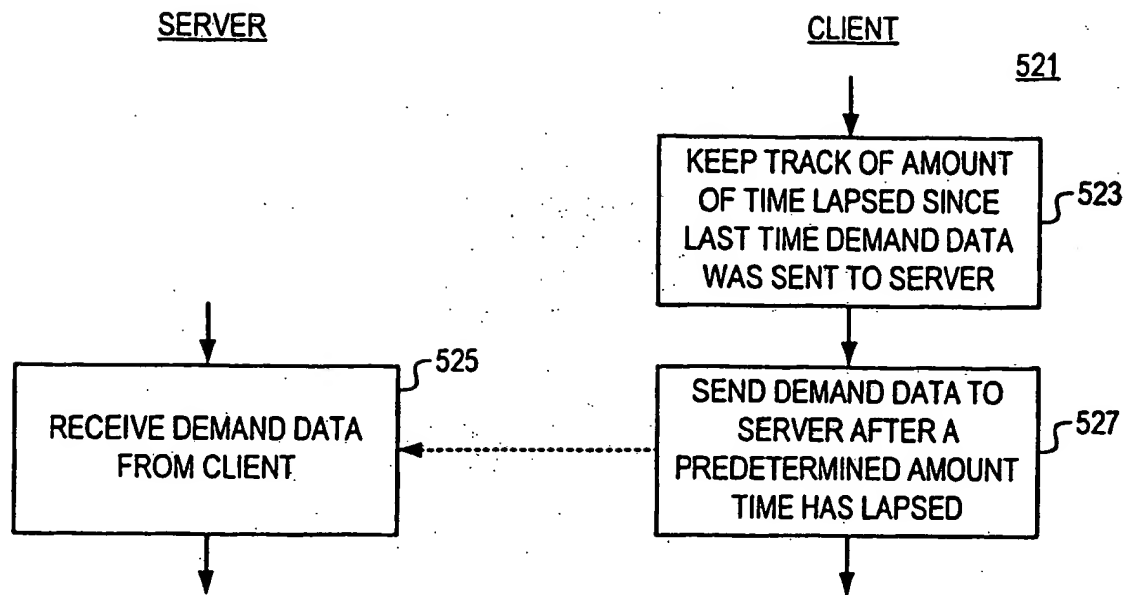 SERVER
CLIENT
521
KEEP TRACK OF AMOUNT
OF TIME LAPSED SINCE
LAST TIME DEMAND DATA
WAS SENT TO SERVER
523
525
RECEIVE DEMAND DATA
FROM CLIENT
SEND DEMAND DATA TO
SERVER AFTER A
PREDETERMINED AMOUNT
TIME HAS LAPSED
527